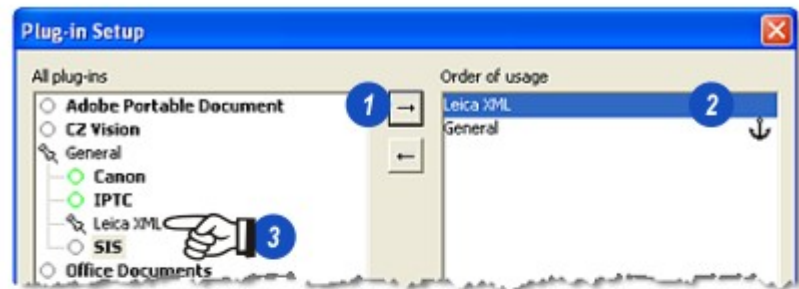 Plug-in Setup
All plug-ins
Order of usage
Adobe Portable Document
CZ Vision
General
Canon
IPTC
Leica XML
SIS
Office Documents
1
→
←
Leica XML
2
General
3